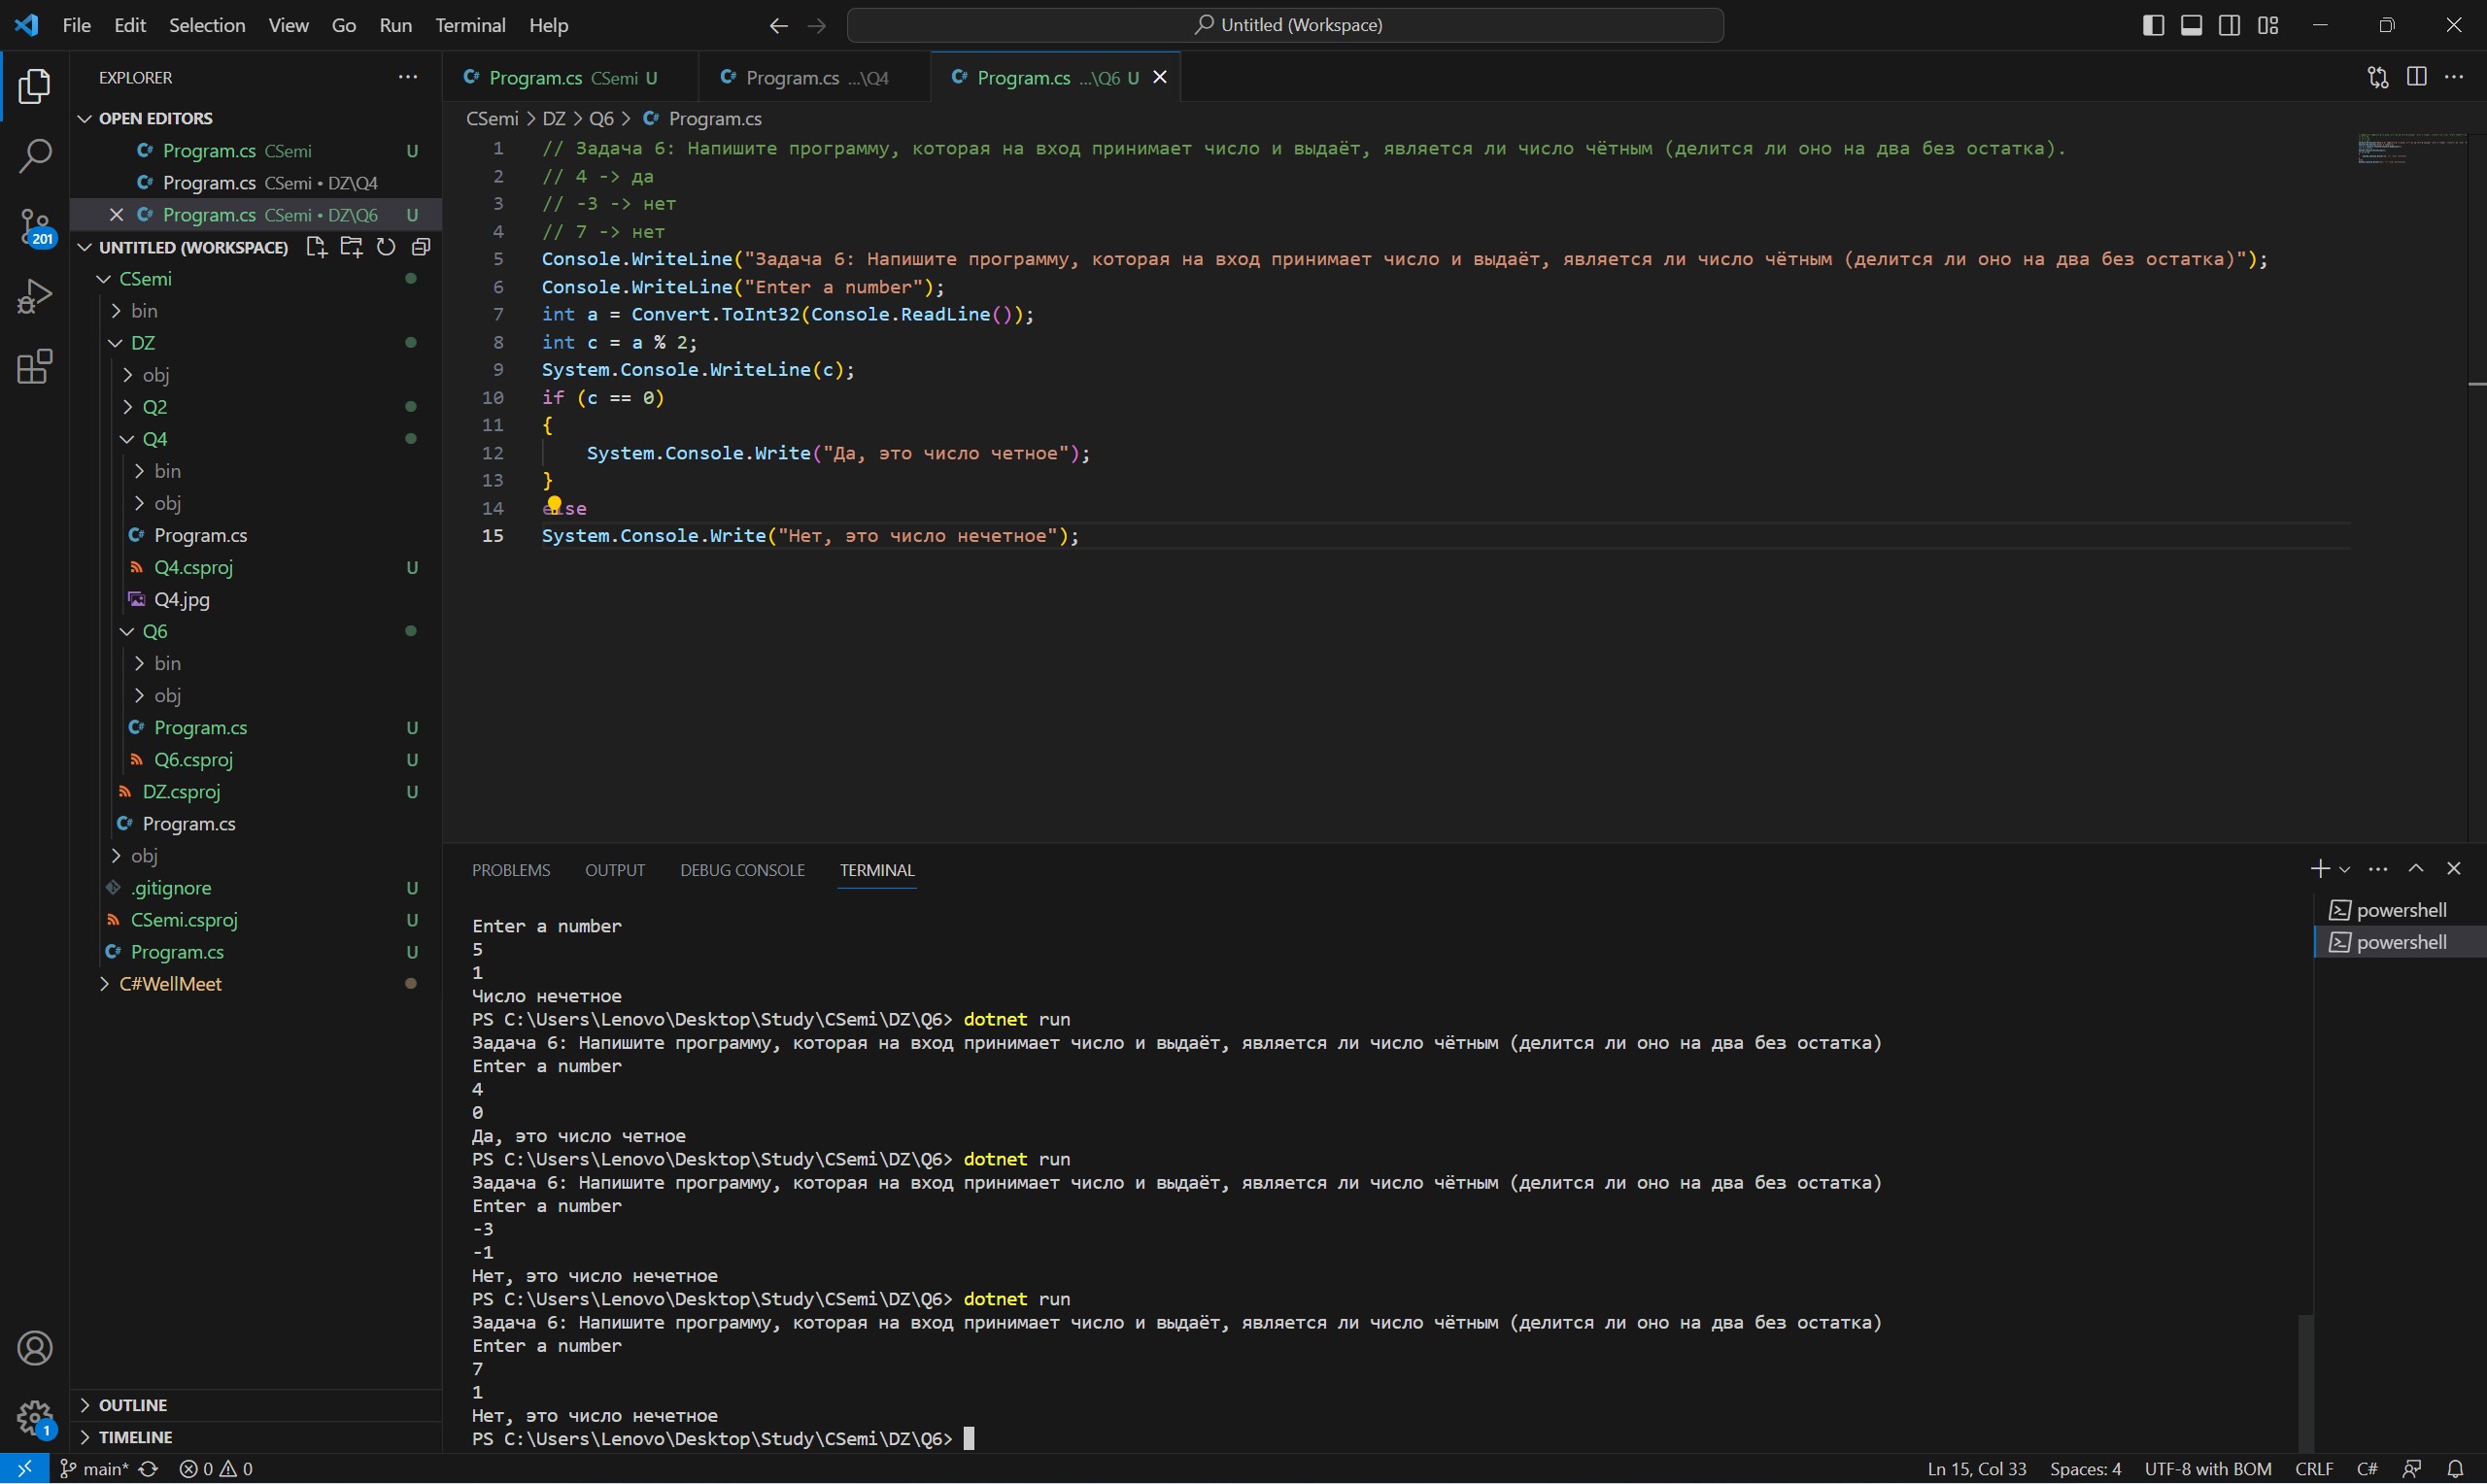 File Edit Selection View Go Run Terminal Help
Untitled (Workspace)
EXPLORER
OPEN EDITORS
Program.cs CSemi U
Program.cs CSemi • DZ\Q4
Program.cs CSemi • DZ\Q6 U
201
UNTITLED (WORKSPACE)
CSemi
bin
DZ
obj
Q2
Q4
bin
obj
Program.cs
Q4.csproj U
Q4.jpg
Q6
bin
obj
Program.cs U
Q6.csproj U
DZ.csproj U
Program.cs
obj
.gitignore U
CSemi.csproj U
Program.cs U
C#WellMeet
OUTLINE
1
TIMELINE
Program.cs CSemi U
Program.cs ...\Q4
Program.cs ...\Q6 U
CSemi > DZ > Q6 > Program.cs
1 // Задача 6: Напишите программу, которая на вход принимает число и выдаёт, является ли число чётным (делится ли оно на два без остатка).
2 // 4 -> да
3 // -3 -> нет
4 // 7 -> нет
5 Console.WriteLine("Задача 6: Напишите программу, которая на вход принимает число и выдаёт, является ли число чётным (делится ли оно на два без остатка)");
6 Console.WriteLine("Enter a number");
7 int a = Convert.ToInt32(Console.ReadLine());
8 int c = a % 2;
9 System.Console.WriteLine(c);
10 if (c == 0)
11 {
12 System.Console.Write("Да, это число четное");
13 }
14 else
15 System.Console.Write("Нет, это число нечетное");
PROBLEMS OUTPUT DEBUG CONSOLE TERMINAL
powershell
powershell
Enter a number
5
1
Число нечетное
PS C:\Users\Lenovo\Desktop\Study\CSemi\DZ\Q6> dotnet run
Задача 6: Напишите программу, которая на вход принимает число и выдаёт, является ли число чётным (делится ли оно на два без остатка)
Enter a number
4
0
Да, это число четное
PS C:\Users\Lenovo\Desktop\Study\CSemi\DZ\Q6> dotnet run
Задача 6: Напишите программу, которая на вход принимает число и выдаёт, является ли число чётным (делится ли оно на два без остатка)
Enter a number
-3
-1
Нет, это число нечетное
PS C:\Users\Lenovo\Desktop\Study\CSemi\DZ\Q6> dotnet run
Задача 6: Напишите программу, которая на вход принимает число и выдаёт, является ли число чётным (делится ли оно на два без остатка)
Enter a number
7
1
Нет, это число нечетное
PS C:\Users\Lenovo\Desktop\Study\CSemi\DZ\Q6>
main* 0 0 Ln 15, Col 33 Spaces: 4 UTF-8 with BOM CRLF C#